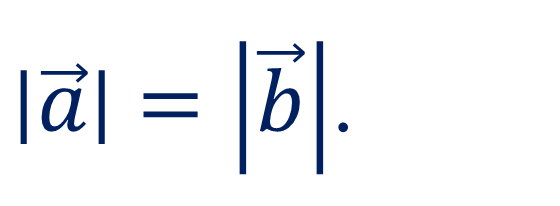 |a⃗| = |b⃗|.